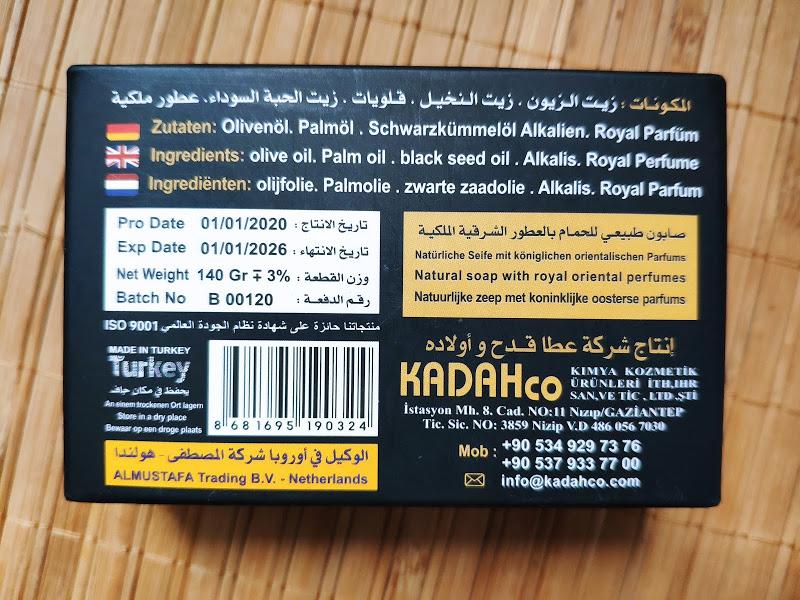 المكونات : زيت الزيتون . زيت النخيل . قلويات . زيت الحبة السوداء. عطور ملكية
Zutaten: Olivenöl. Palmöl . Schwarzkümmelöl Alkalien. Royal Parfüm
Ingredients: olive oil. Palm oil . black seed oil . Alkalis. Royal Perfume
Ingrediënten: olijfolie. Palmolie . zwarte zaadolie . Alkalis. Royal Parfum
Pro Date 01/01/2020 تاريخ الانتاج :
Exp Date 01/01/2026 تاريخ الانتهاء :
Net Weight 140 Gr ∓ 3% وزن القطعة :
Batch No B 00120 رقم الدفعة :
صابون طبيعي للحمام بالعطور الشرقية الملكية
Natürliche Seife mit königlichen orientalischen Parfums
Natural soap with royal oriental perfumes
Natuurlijke zeep met koninklijke oosterse parfums
منتجاتنا حائزة على شهادة نظام الجودة العالمي ISO 9001
MADE IN TURKEY
Turkey
يحفظ في مكان جاف
An einem trockenen Ort lagern
Store in a dry place
Bewaar op een droge plaats
8 681695 190324
الوكيل في أوروبا شركة المصطفى - هولندا
ALMUSTAFA Trading B.V. - Netherlands
إنتاج شركة عطا قدح و أولاده
KADAHco
KIMYA KOZMETİK
ÜRÜNLERİ İTH,IHR
SAN,VE TİC , LTD.ŞTİ
İstasyon Mh. 8. Cad. NO:11 Nızıp/GAZİANTEP
Tic. Sic. NO: 3859 Nizip V.D 486 056 7030
Mob : +90 534 929 73 76
+90 537 933 77 00
info@kadahco.com